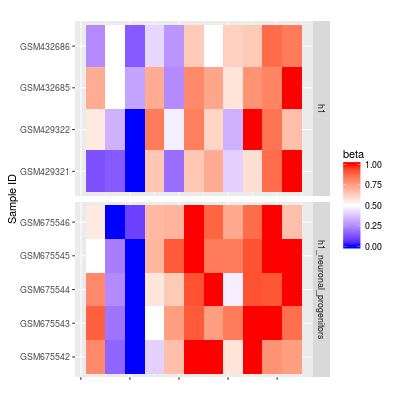 Sample ID
GSM432686
GSM432685
GSM429322
GSM429321
h1
GSM675546
GSM675545
GSM675544
GSM675543
GSM675542
h1_neuronal_progenitors
beta
1.00
0.75
0.50
0.25
0.00